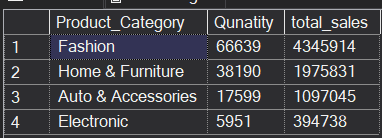 Product_Category Qunatity total_sales
1 Fashion 66639 4345914
2 Home & Furniture 38190 1975831
3 Auto & Accessories 17599 1097045
4 Electronic 5951 394738